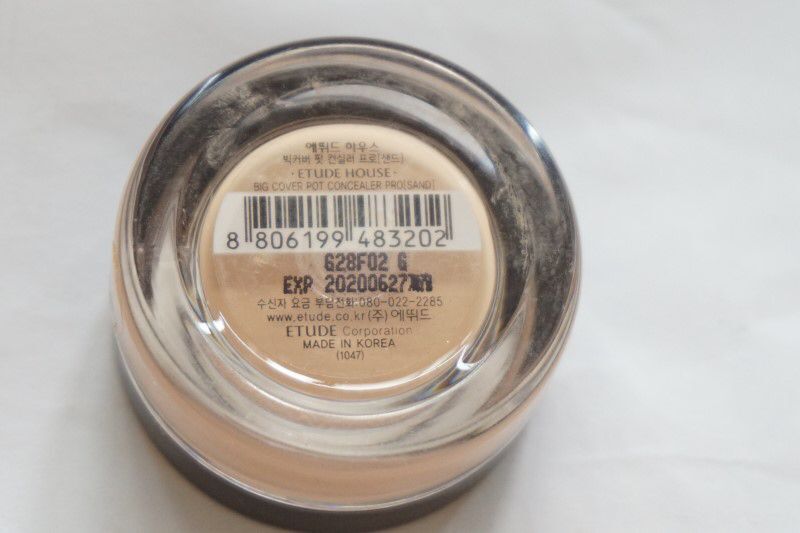 에뛰드 하우스
빅커버 팟 컨실러 프로[샌드]
· ETUDE HOUSE ·
BIG COVER POT CONCEALER PRO[SAND]
8 806199 483202
G28F02 G
EXP 20200627
수신자 요금 부담전화:080-022-2285
www.etude.co.kr (주)에뛰드
ETUDE Corporation
MADE IN KOREA
(1047)